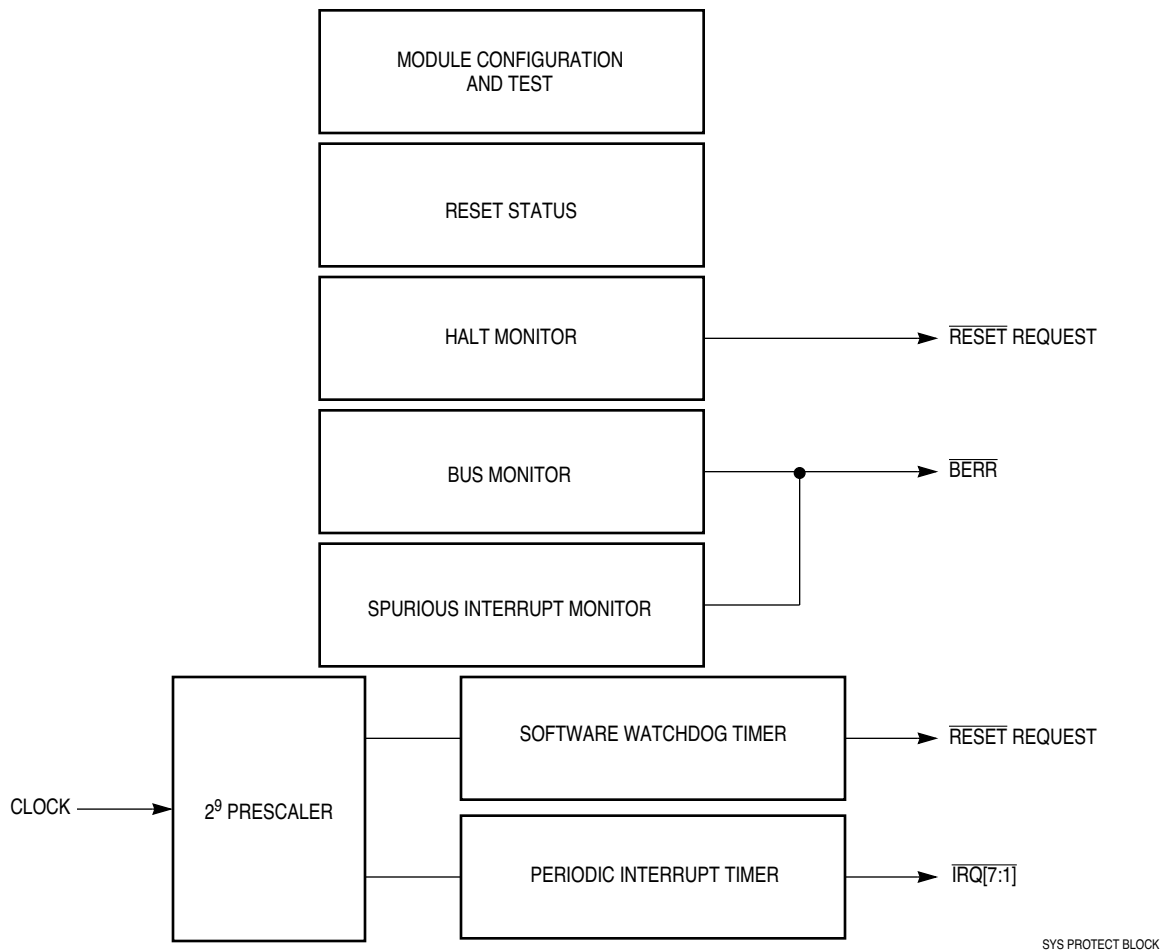 MODULE CONFIGURATION
AND TEST
RESET STATUS
HALT MONITOR
RESET REQUEST
BUS MONITOR
BERR
SPURIOUS INTERRUPT MONITOR
SOFTWARE WATCHDOG TIMER
RESET REQUEST
CLOCK
2⁹ PRESCALER
PERIODIC INTERRUPT TIMER
IRQ[7:1]
SYS PROTECT BLOCK